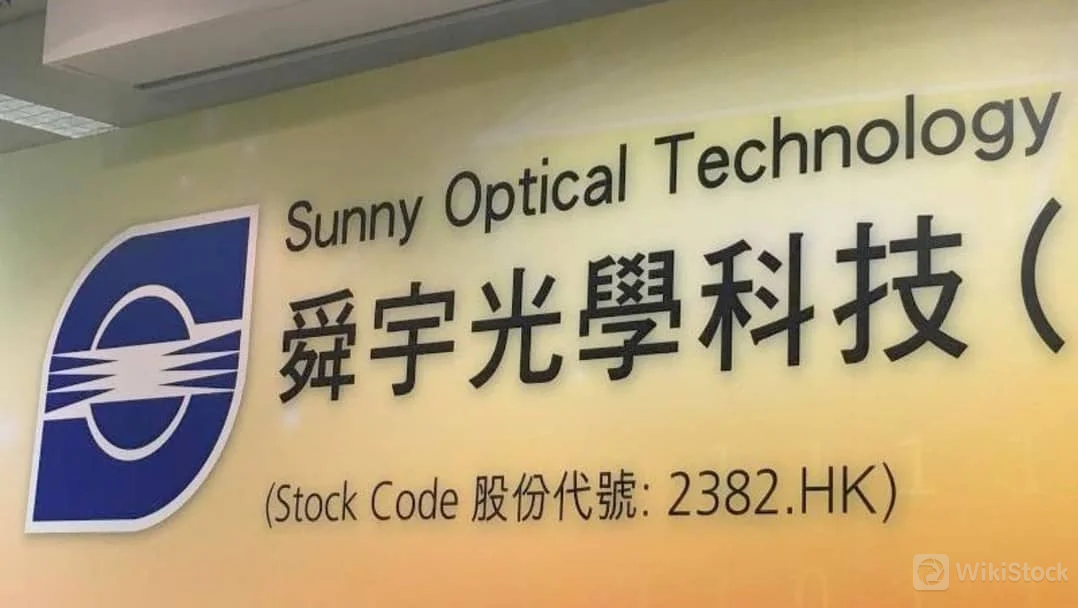 Sunny Optical Technology
舜宇光學科技（
(Stock Code 股份代號: 2382.HK)
WikiStock